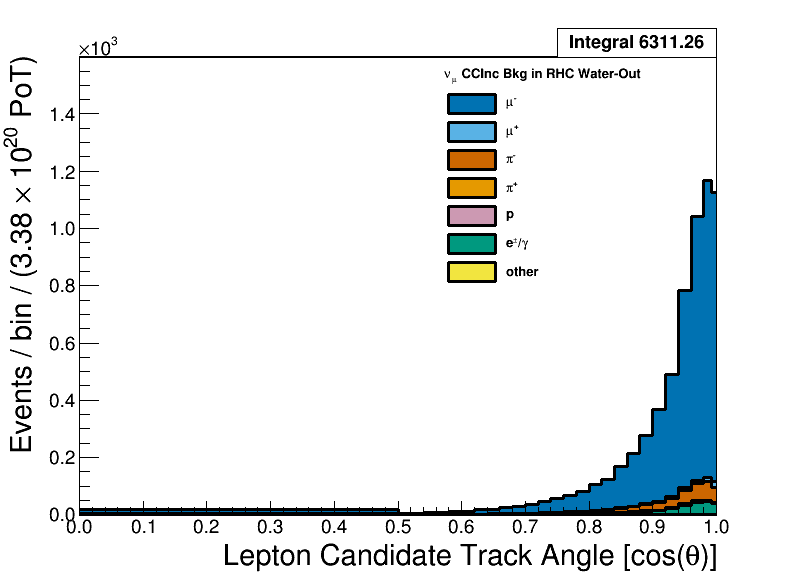 ×10³
Integral 6311.26
ν_μ CCInc Bkg in RHC Water-Out
μ⁻
μ⁺
π⁻
π⁺
p
e±/γ
other
Events / bin / (3.38 × 10²⁰ PoT)
1.4
1.2
1.0
0.8
0.6
0.4
0.2
0.0
0.0 0.1 0.2 0.3 0.4 0.5 0.6 0.7 0.8 0.9 1.0
Lepton Candidate Track Angle [cos(θ)]